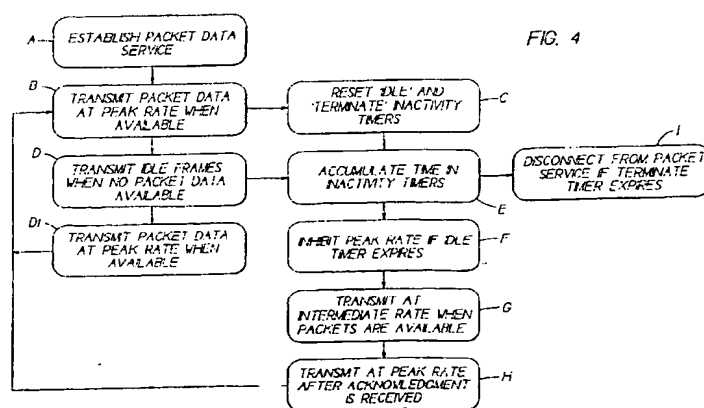 FIG. 4
A
ESTABLISH PACKET DATA
SERVICE
B
TRANSMIT PACKET DATA
AT PEAK RATE WHEN
AVAILABLE
RESET 'IDLE' AND
'TERMINATE' INACTIVITY
TIMERS
C
D
TRANSMIT IDLE FRAMES
WHEN NO PACKET DATA
AVAILABLE
ACCUMULATE TIME IN
INACTIVITY TIMERS
E
I
DISCONNECT FROM PACKET
SERVICE IF TERMINATE
TIMER EXPIRES
D1
TRANSMIT PACKET DATA
AT PEAK RATE WHEN
AVAILABLE
INHIBIT PEAK RATE IF IDLE
TIMER EXPIRES
F
TRANSMIT AT
INTERMEDIATE RATE WHEN
PACKETS ARE AVAILABLE
G
TRANSMT AT PEAK RATE
AFTER ACKNOWLEDGMENT
IS RECEIVED
H